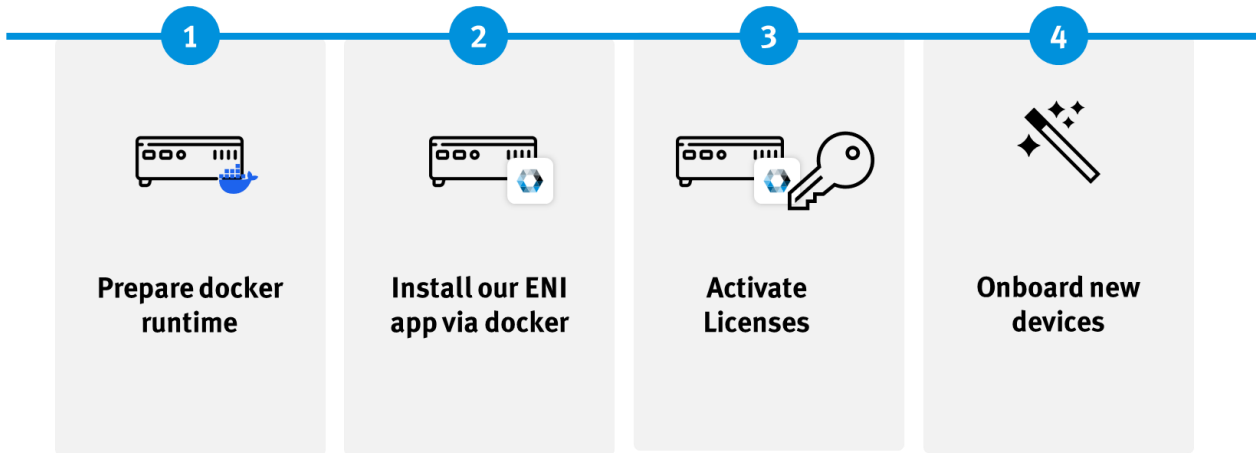 1
2
3
4
Prepare docker
runtime
Install our ENI
app via docker
Activate
Licenses
Onboard new
devices